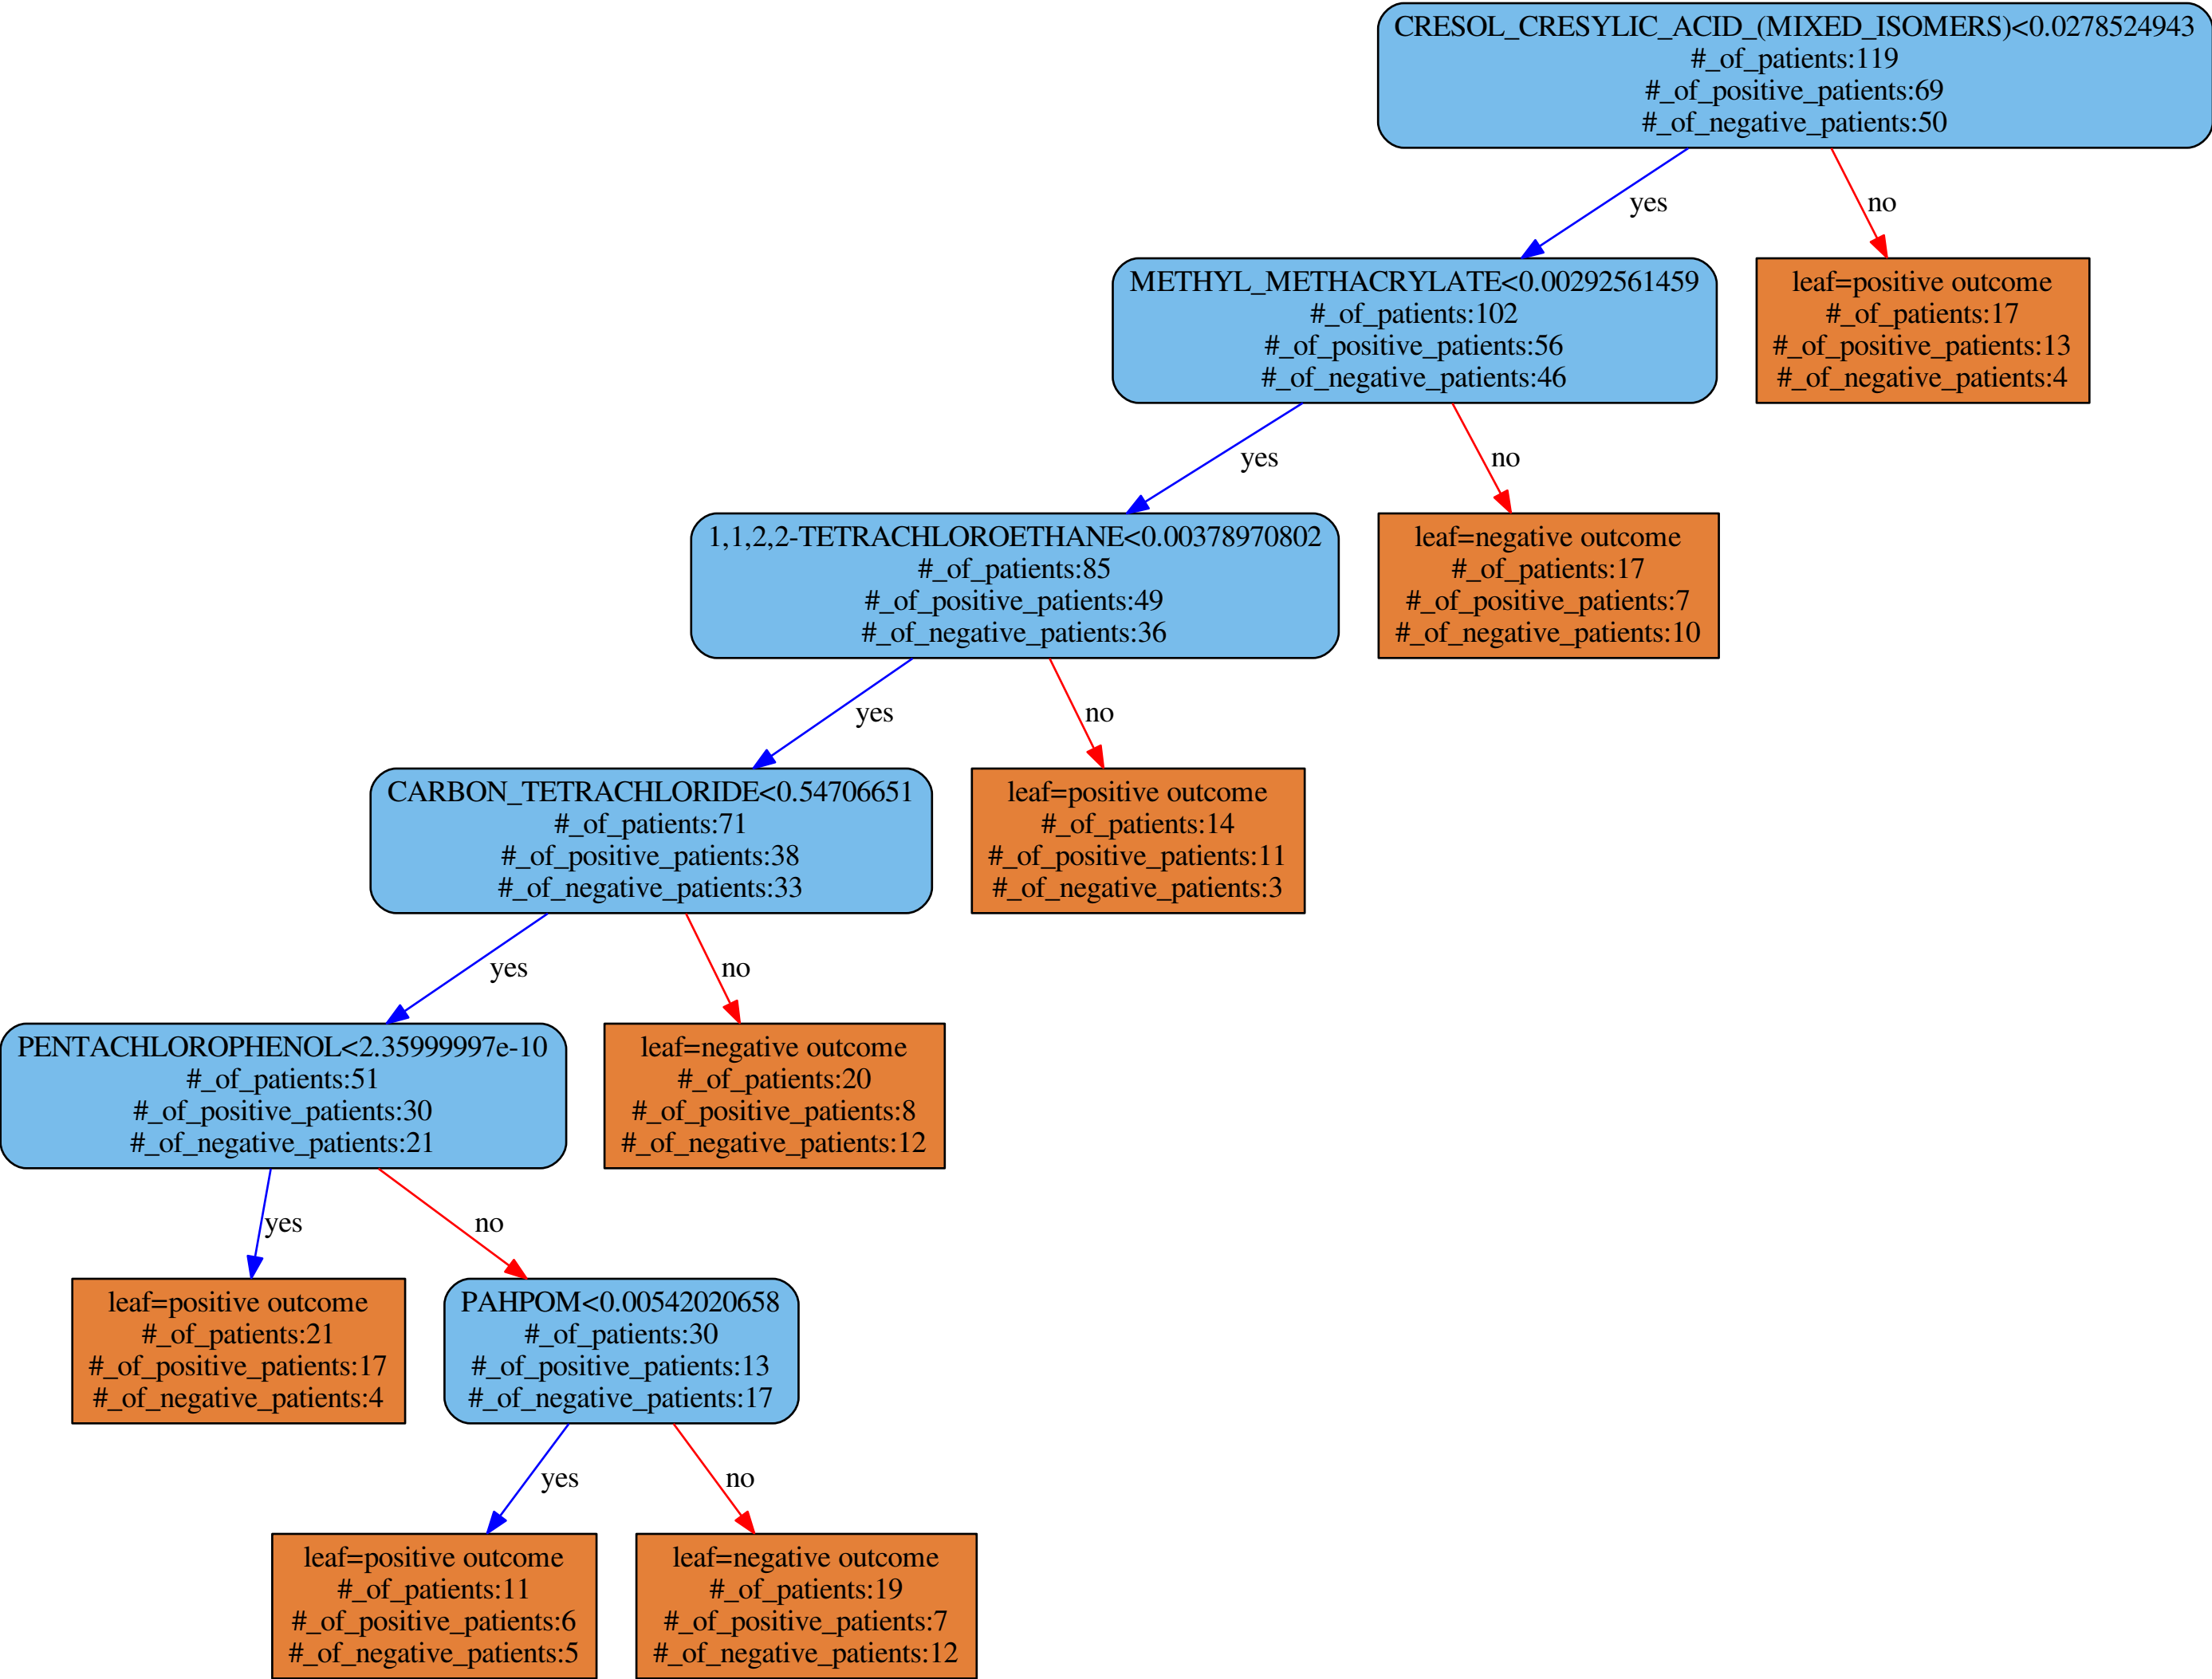 CRESOL_CRESYLIC_ACID_(MIXED_ISOMERS)<0.0278524943
#_of_patients:119
#_of_positive_patients:69
#_of_negative_patients:50
yes
no
METHYL_METHACRYLATE<0.00292561459
#_of_patients:102
#_of_positive_patients:56
#_of_negative_patients:46
leaf=positive outcome
#_of_patients:17
#_of_positive_patients:13
#_of_negative_patients:4
yes
no
1,1,2,2-TETRACHLOROETHANE<0.00378970802
#_of_patients:85
#_of_positive_patients:49
#_of_negative_patients:36
leaf=negative outcome
#_of_patients:17
#_of_positive_patients:7
#_of_negative_patients:10
yes
no
CARBON_TETRACHLORIDE<0.54706651
#_of_patients:71
#_of_positive_patients:38
#_of_negative_patients:33
leaf=positive outcome
#_of_patients:14
#_of_positive_patients:11
#_of_negative_patients:3
yes
no
PENTACHLOROPHENOL<2.35999997e-10
#_of_patients:51
#_of_positive_patients:30
#_of_negative_patients:21
leaf=negative outcome
#_of_patients:20
#_of_positive_patients:8
#_of_negative_patients:12
yes
no
leaf=positive outcome
#_of_patients:21
#_of_positive_patients:17
#_of_negative_patients:4
PAHPOM<0.00542020658
#_of_patients:30
#_of_positive_patients:13
#_of_negative_patients:17
yes
no
leaf=positive outcome
#_of_patients:11
#_of_positive_patients:6
#_of_negative_patients:5
leaf=negative outcome
#_of_patients:19
#_of_positive_patients:7
#_of_negative_patients:12